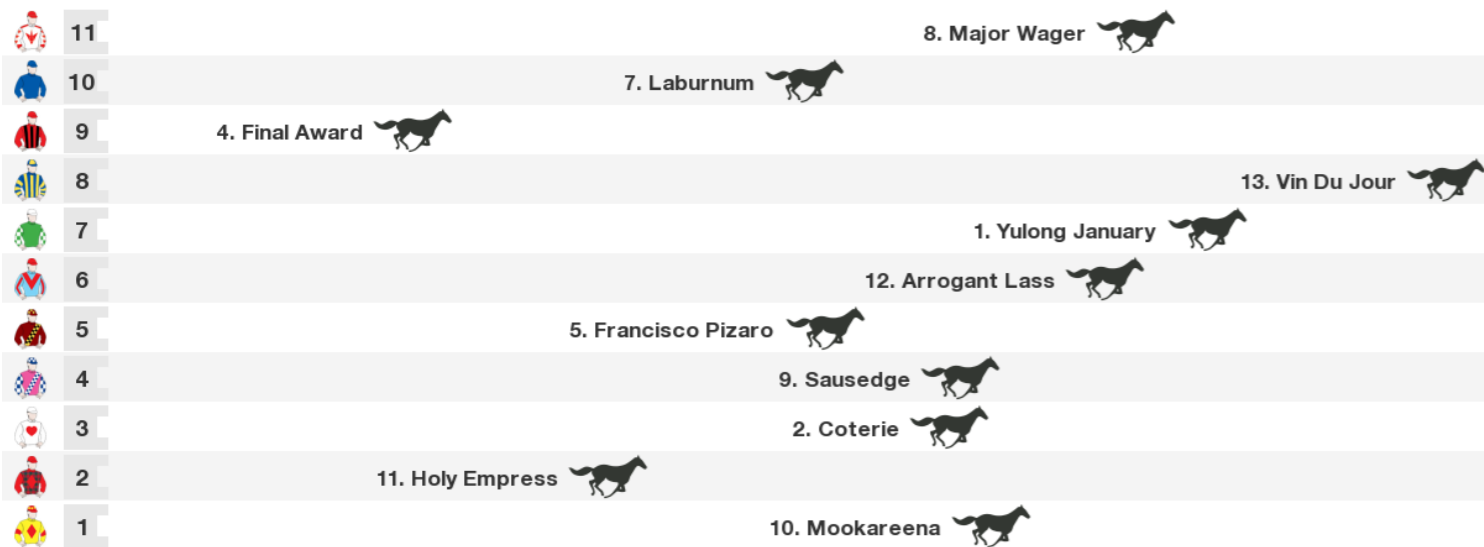 11 8. Major Wager
10 7. Laburnum
9 4. Final Award
8 13. Vin Du Jour
7 1. Yulong January
6 12. Arrogant Lass
5 5. Francisco Pizaro
4 9. Sausedge
3 2. Coterie
2 11. Holy Empress
1 10. Mookareena